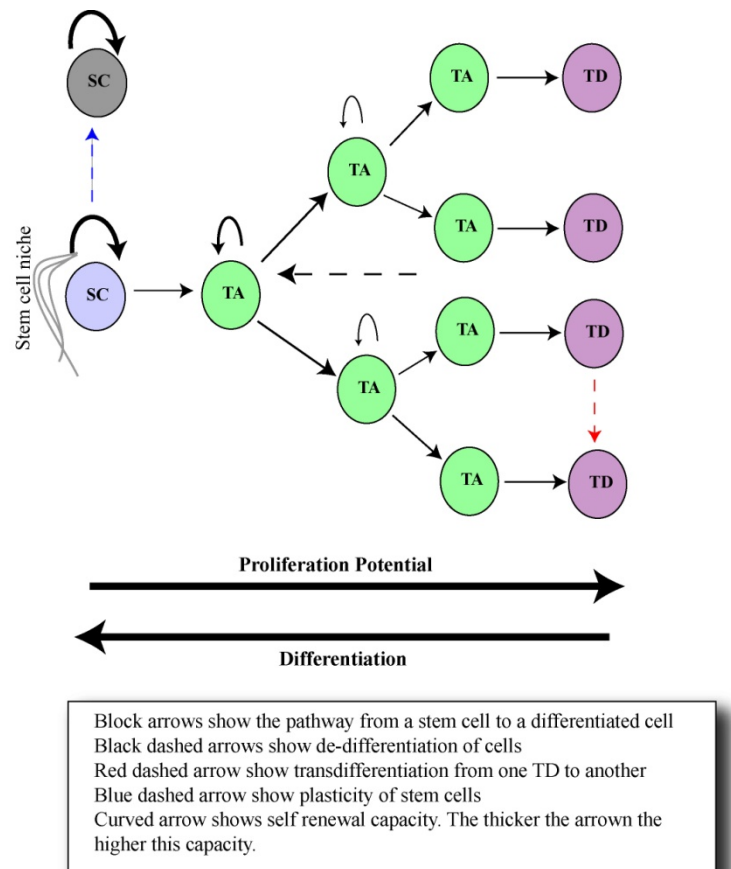 SC
TA
TD
TA
TA
TD
Stem cell niche
SC
TA
TA
TD
TA
TA
TD
Proliferation Potential
Differentiation
Block arrows show the pathway from a stem cell to a differentiated cell
Black dashed arrows show de-differentiation of cells
Red dashed arrow show transdifferentiation from one TD to another
Blue dashed arrow show plasticity of stem cells
Curved arrow shows self renewal capacity. The thicker the arrown the
higher this capacity.